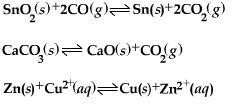 SnO₂(s)+2CO(g)⇌Sn(s)+2CO₂(g)
CaCO₃(s)⇌ CaO(s)+CO₂(g)
Zn(s)+Cu²⁺(aq)⇌Cu(s)+Zn²⁺(aq)